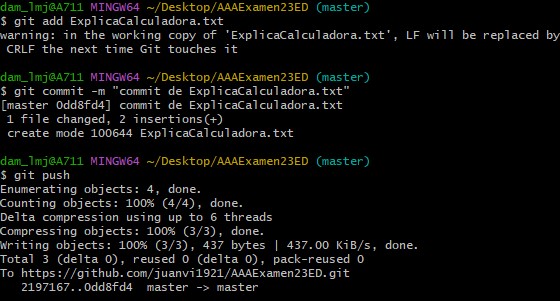 dam_lmj@A711 MINGW64 ~/Desktop/AAAExamen23ED (master)
$ git add ExplicaCalculadora.txt
warning: in the working copy of 'ExplicaCalculadora.txt', LF will be replaced by
 CRLF the next time Git touches it
dam_lmj@A711 MINGW64 ~/Desktop/AAAExamen23ED (master)
$ git commit -m "commit de ExplicaCalculadora.txt"
[master 0dd8fd4] commit de ExplicaCalculadora.txt
 1 file changed, 2 insertions(+)
 create mode 100644 ExplicaCalculadora.txt
dam_lmj@A711 MINGW64 ~/Desktop/AAAExamen23ED (master)
$ git push
Enumerating objects: 4, done.
Counting objects: 100% (4/4), done.
Delta compression using up to 6 threads
Compressing objects: 100% (3/3), done.
Writing objects: 100% (3/3), 437 bytes | 437.00 KiB/s, done.
Total 3 (delta 0), reused 0 (delta 0), pack-reused 0
To https://github.com/juanvi1921/AAAExamen23ED.git
   2197167..0dd8fd4  master -> master